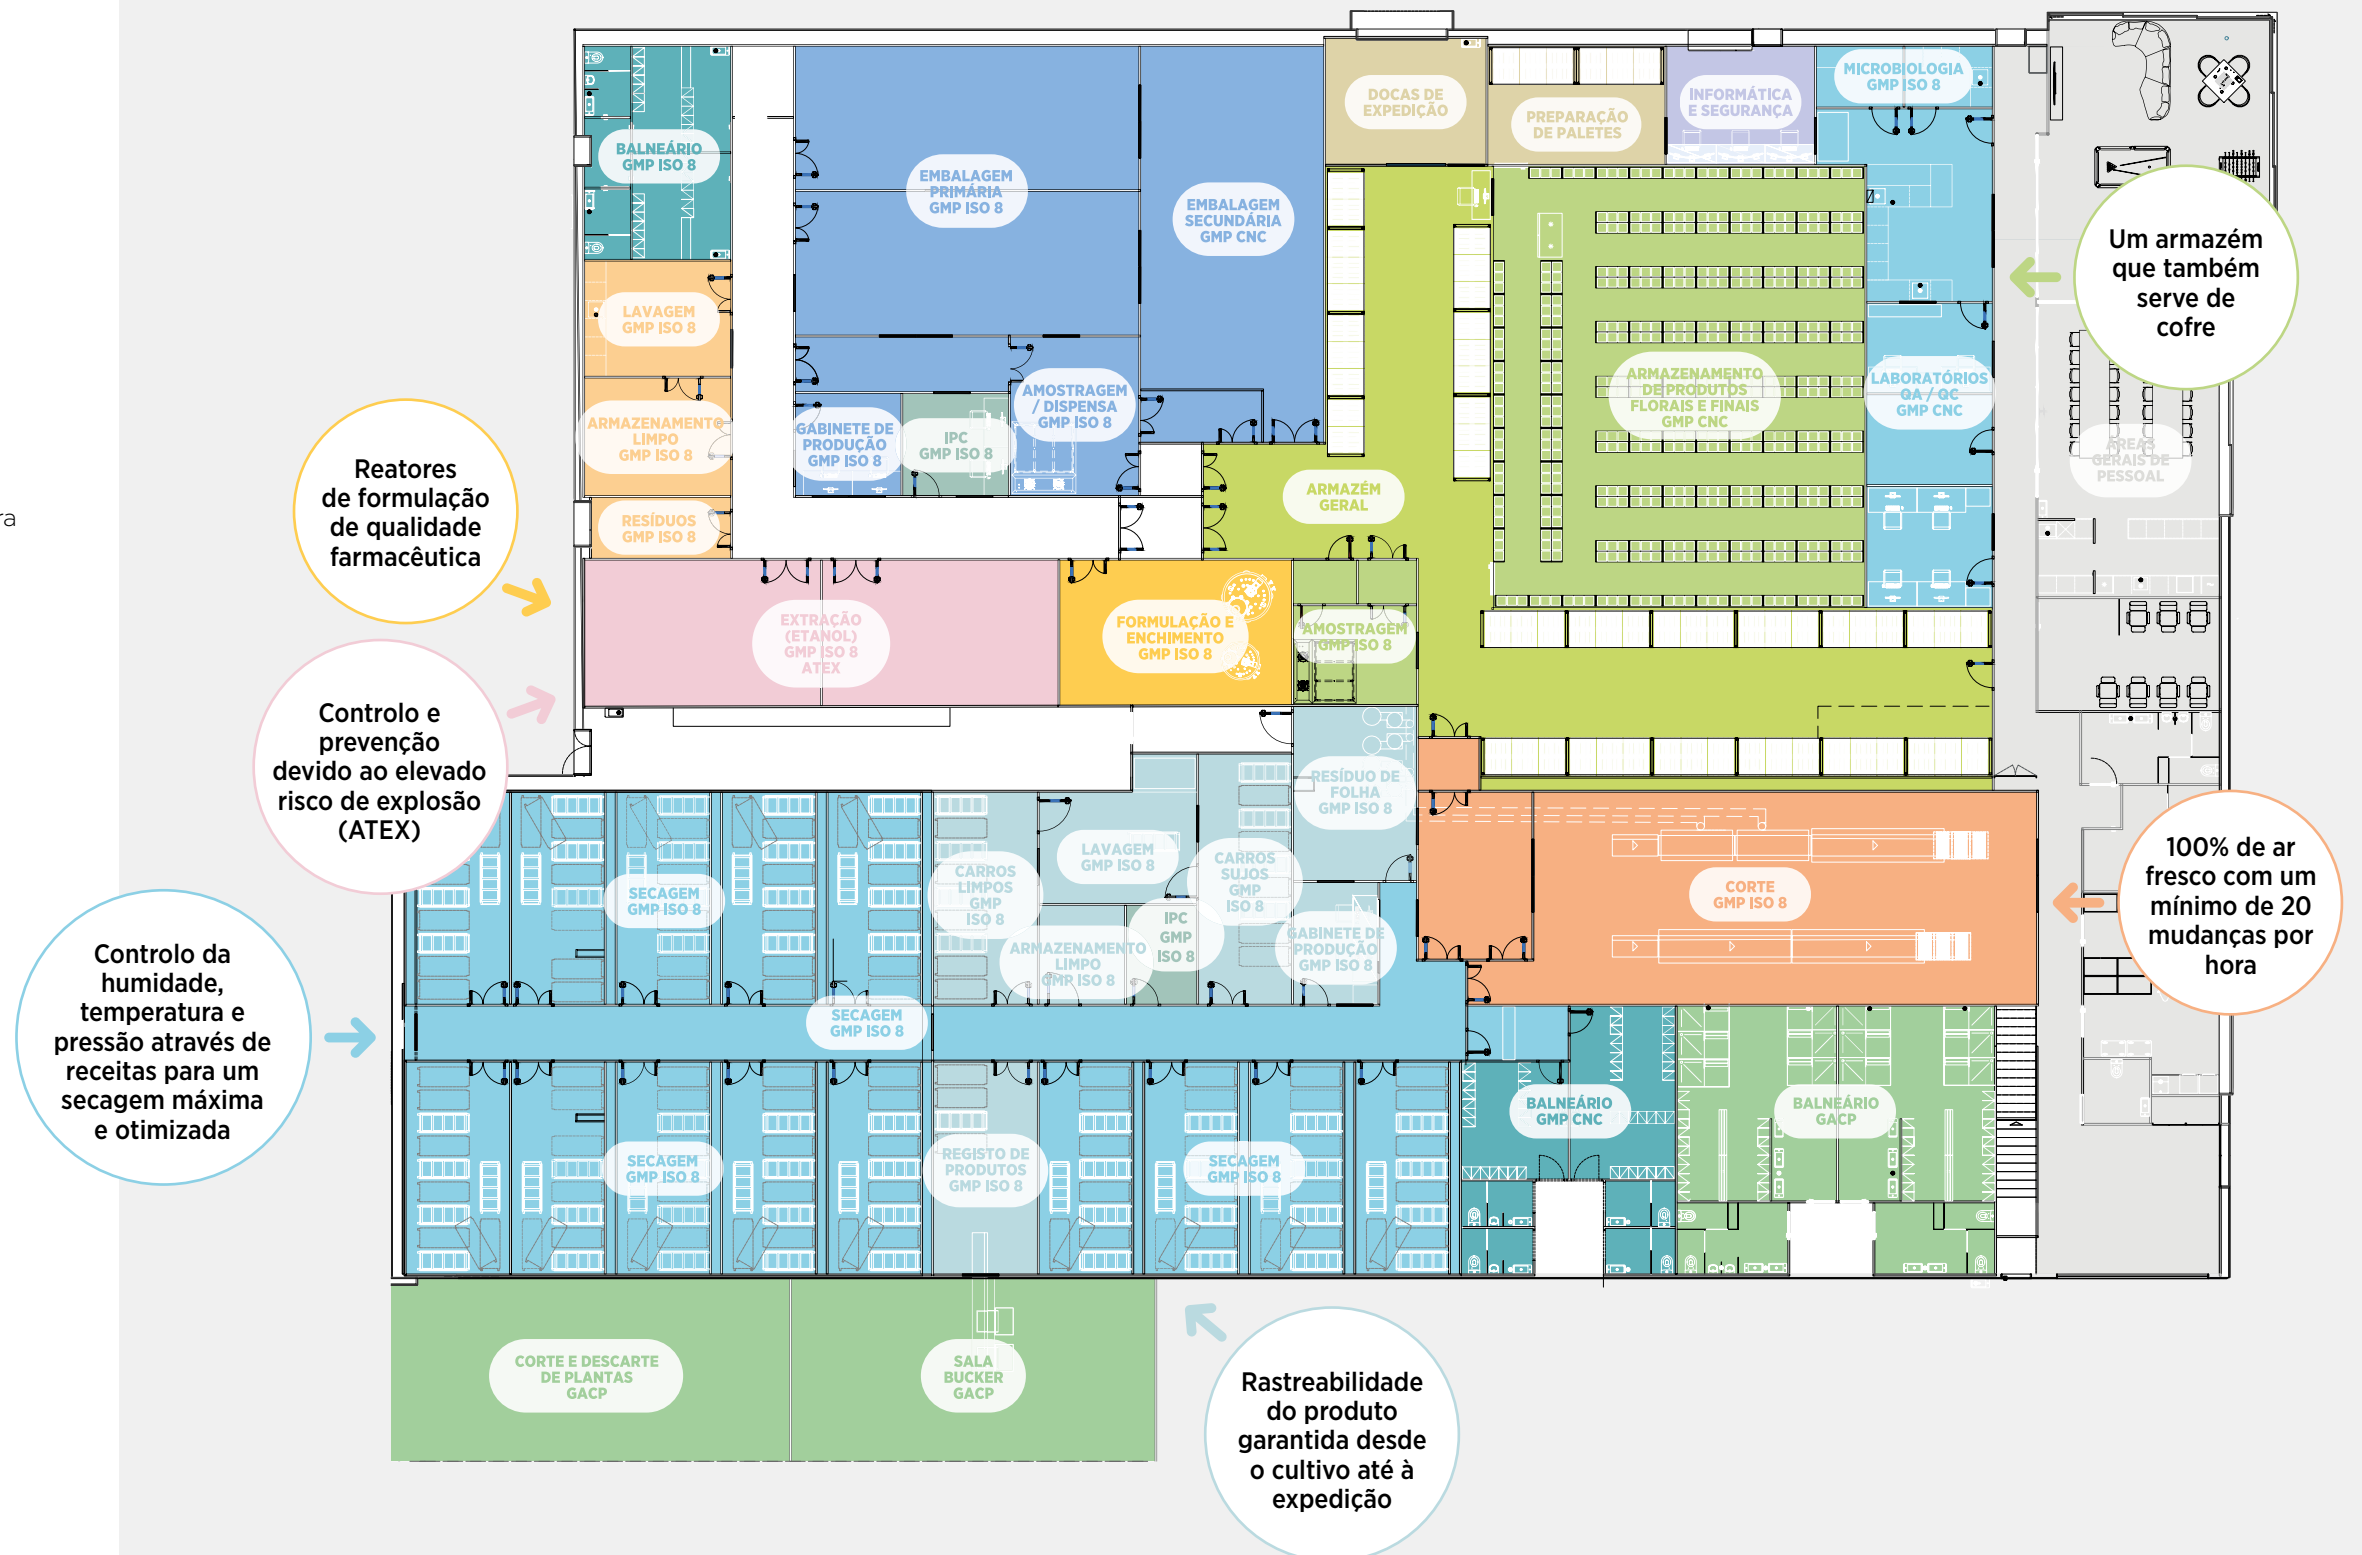 ra
BALNEÁRIO
GMP ISO 8
EMBALAGEM
PRIMÁRIA
GMP ISO 8
EMBALAGEM
SECUNDÁRIA
GMP CNC
DOCAS DE
EXPEDIÇÃO
PREPARAÇÃO
DE PALETES
INFORMÁTICA
E SEGURANÇA
MICROBIOLOGIA
GMP ISO 8
Um armazém
que também
serve de
cofre
LAVAGEM
GMP ISO 8
ARMAZENAMENTO
LIMPO
GMP ISO 8
RESÍDUOS
GMP ISO 8
GABINETE DE
PRODUÇÃO
GMP ISO 8
IPC
GMP ISO 8
AMOSTRAGEM
/ DISPENSA
GMP ISO 8
ARMAZÉM
GERAL
ARMAZENAMENTO
DE PRODUTOS
FLORAIS E FINAIS
GMP CNC
LABORATÓRIOS
QA / QC
GMP CNC
ÁREAS
GERAIS DE
PESSOAL
Reatores
de formulação
de qualidade
farmacêutica
EXTRAÇÃO
(ETANOL)
GMP ISO 8
ATEX
FORMULAÇÃO E
ENCHIMENTO
GMP ISO 8
AMOSTRAGEM
GMP ISO 8
Controlo e
prevenção
devido ao elevado
risco de explosão
(ATEX)
RESÍDUO DE
FOLHA
GMP ISO 8
SECAGEM
GMP ISO 8
CARROS
LIMPOS
GMP
ISO 8
LAVAGEM
GMP ISO 8
CARROS
SUJOS
GMP
ISO 8
ARMAZENAMENTO
LIMPO
GMP ISO 8
IPC
GMP
ISO 8
GABINETE DE
PRODUÇÃO
GMP ISO 8
CORTE
GMP ISO 8
100% de ar
fresco com um
mínimo de 20
mudanças por
hora
Controlo da
humidade,
temperatura e
pressão através de
receitas para um
secagem máxima
e otimizada
SECAGEM
GMP ISO 8
SECAGEM
GMP ISO 8
REGISTO DE
PRODUTOS
GMP ISO 8
SECAGEM
GMP ISO 8
BALNEÁRIO
GMP CNC
BALNEÁRIO
GACP
CORTE E DESCARTE
DE PLANTAS
GACP
SALA
BUCKER
GACP
Rastreabilidade
do produto
garantida desde
o cultivo até à
expedição